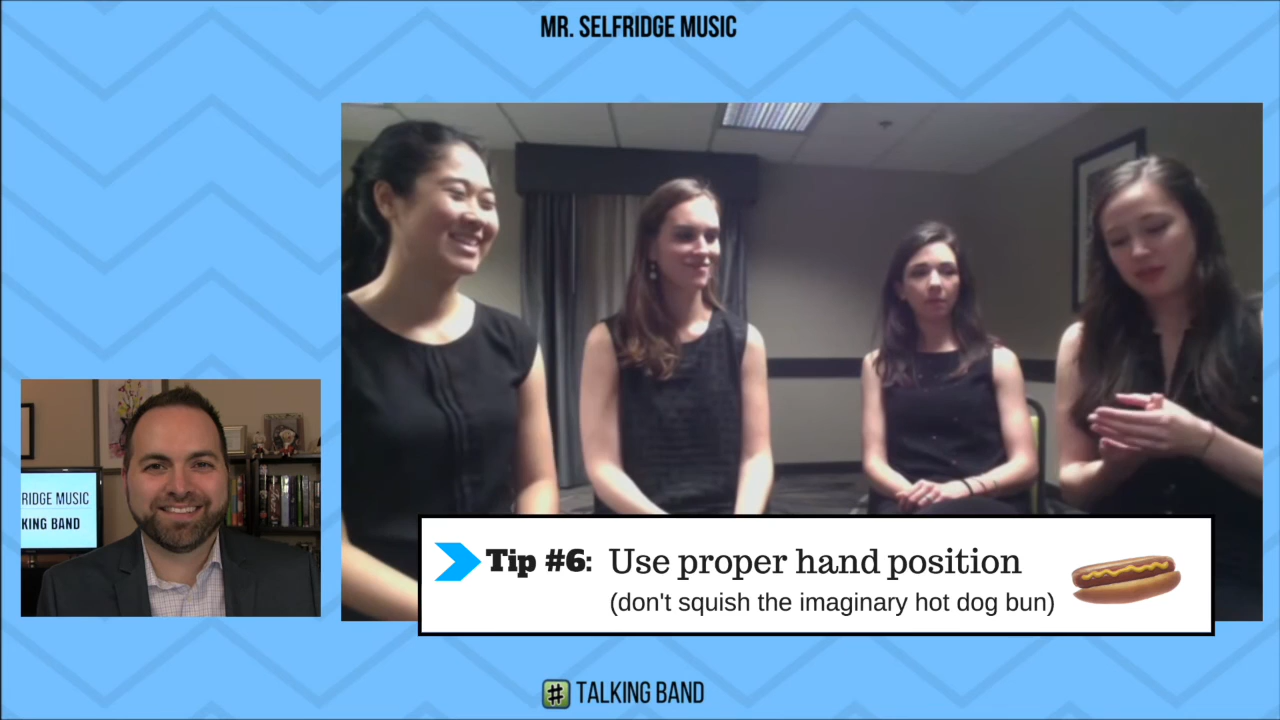 MR. SELFRIDGE MUSIC
RIDGE MUSIC
KING BAND
Tip #6: Use proper hand position
(don't squish the imaginary hot dog bun)
# TALKING BAND